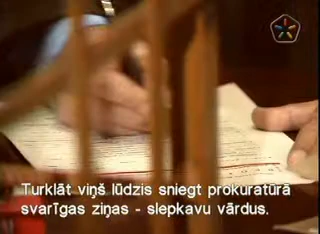 Turklāt viņš lūdzis sniegt prokuratūrā
svarīgas ziņas - slepkavu vārdus.